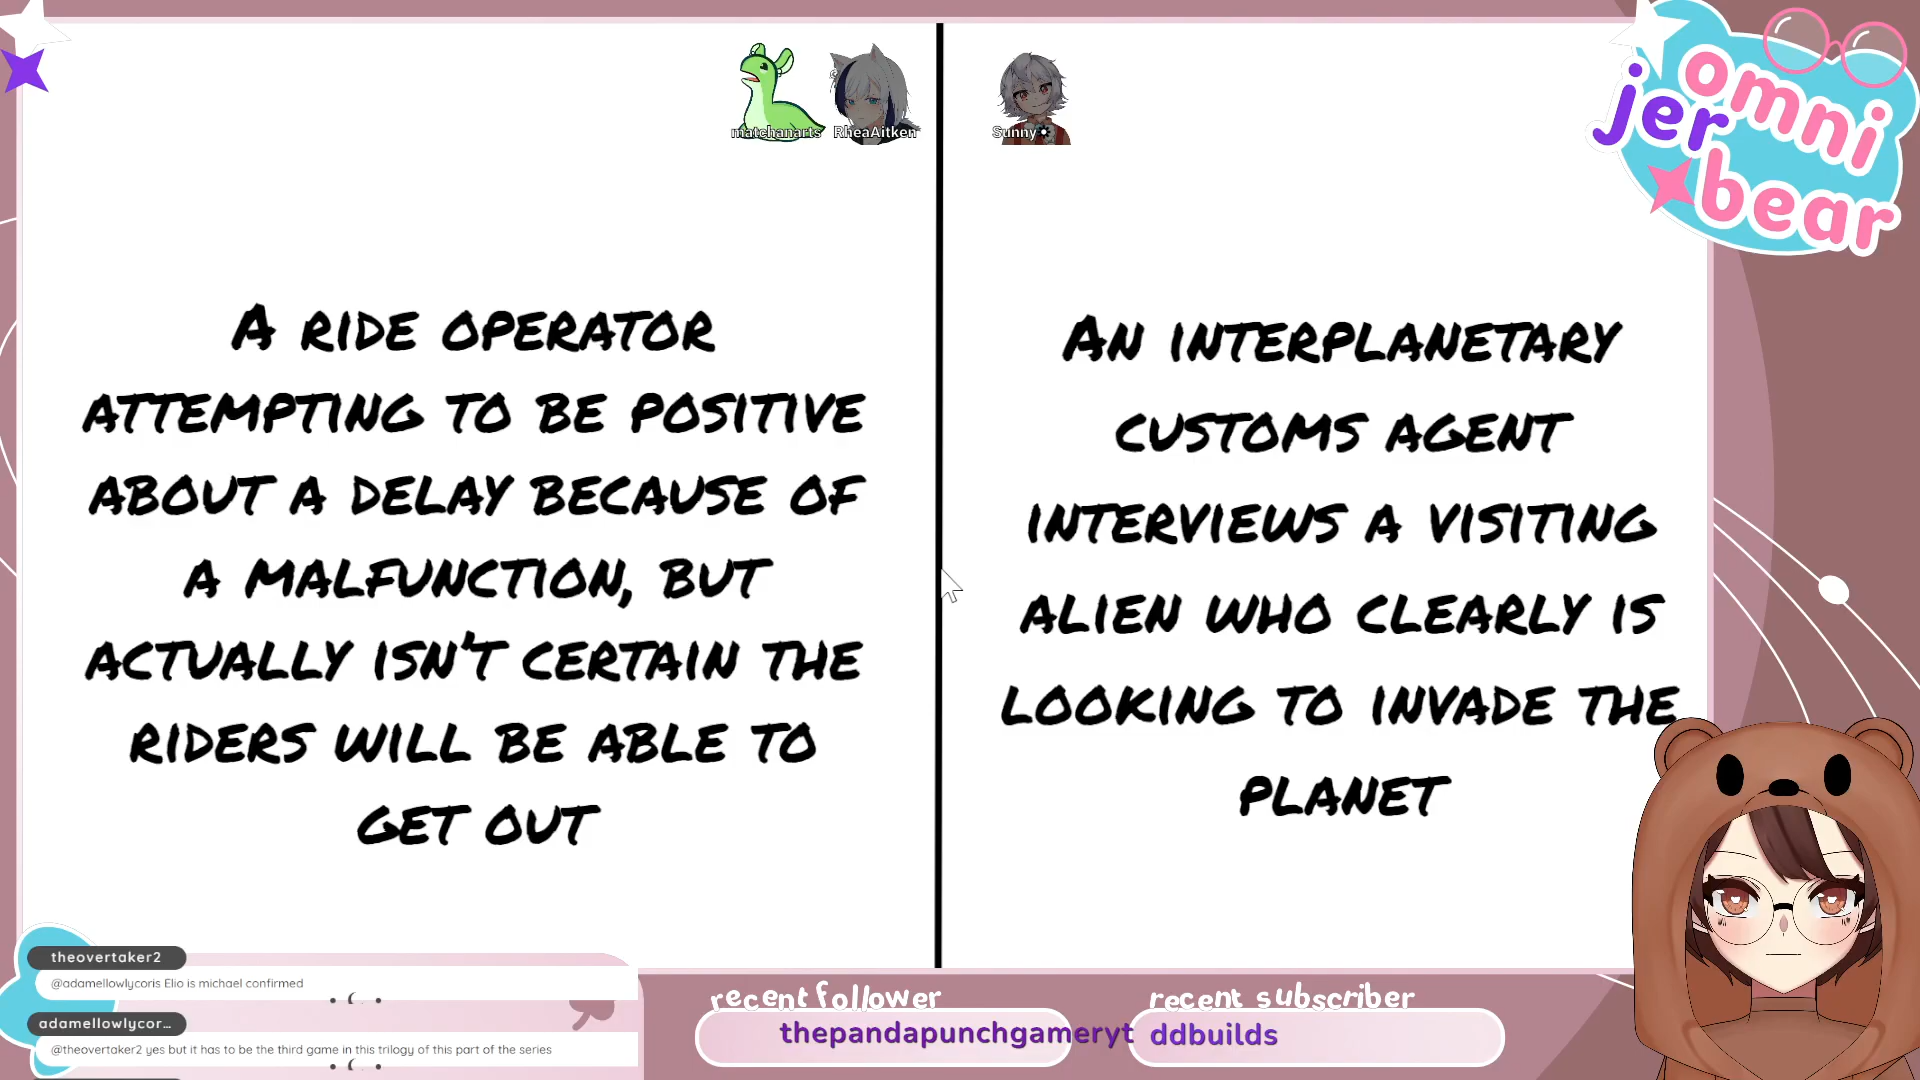 matchanarts RheaAitken
Sunny
omni
jer
bear
A RIDE OPERATOR
ATTEMPTING TO BE POSITIVE
ABOUT A DELAY BECAUSE OF
A MALFUNCTION, BUT
ACTUALLY ISN'T CERTAIN THE
RIDERS WILL BE ABLE TO
GET OUT
AN INTERPLANETARY
CUSTOMS AGENT
INTERVIEWS A VISITING
ALIEN WHO CLEARLY IS
LOOKING TO INVADE THE
PLANET
theovertaker2
@adamellowlycoris Elio is michael confirmed
adamellowlycor...
@theovertaker2 yes but it has to be the third game in this trilogy of this part of the series
recent follower
thepandapunchgameryt
recent subscriber
ddbuilds